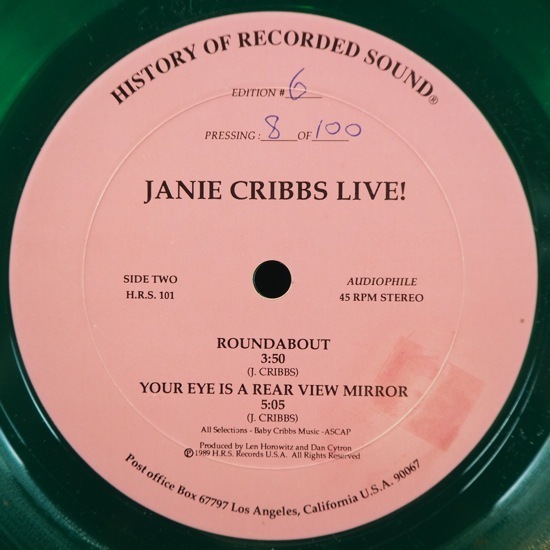 HISTORY OF RECORDED SOUND®
EDITION # 6
PRESSING: 8 OF 100
JANIE CRIBBS LIVE!
SIDE TWO
H.R.S. 101
AUDIOPHILE
45 RPM STEREO
ROUNDABOUT
3:50
(J. CRIBBS)
YOUR EYE IS A REAR VIEW MIRROR
5:05
(J. CRIBBS)
All Selections - Baby Cribbs Music -ASCAP
Produced by Len Horowitz and Dan Cytron
℗1989 H.R.S. Records U.S.A. All Rights Reserved
Post office Box 67797 Los Angeles, California U.S.A. 90067